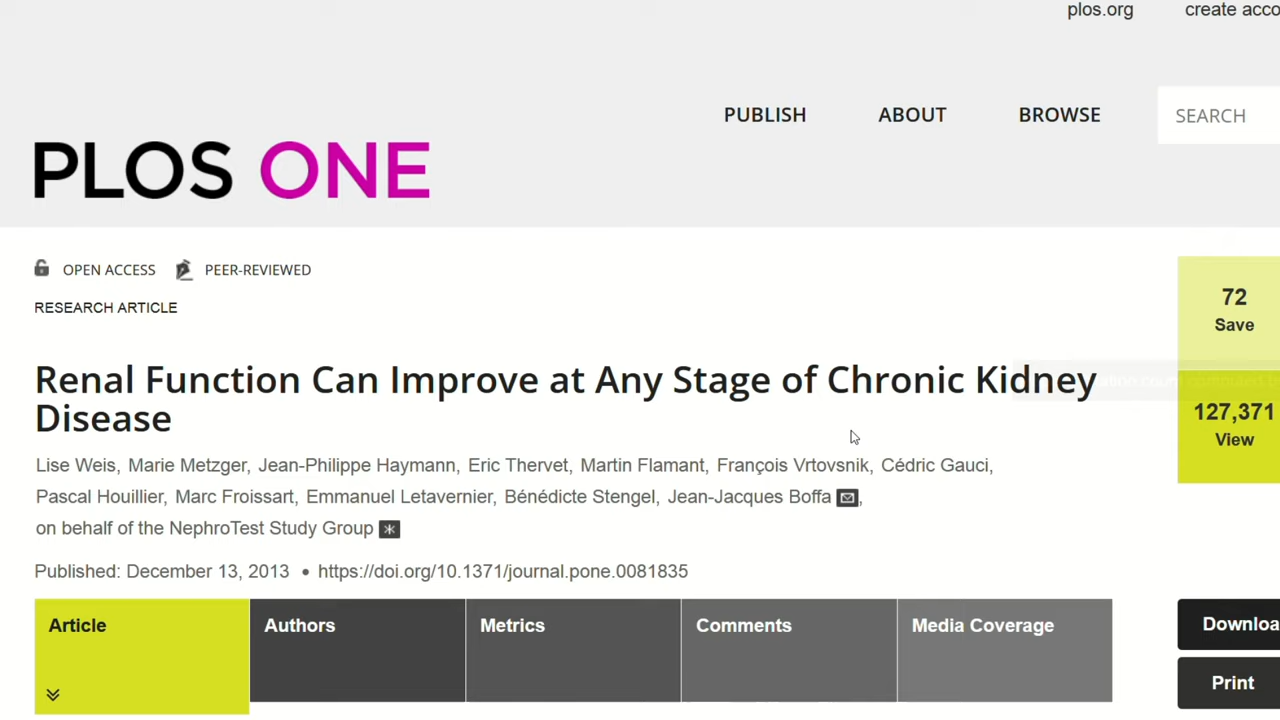 plos.org create acco
PUBLISH ABOUT BROWSE SEARCH
PLOS ONE
OPEN ACCESS PEER-REVIEWED
RESEARCH ARTICLE
72
Save
Renal Function Can Improve at Any Stage of Chronic Kidney
Disease
127,371
View
Lise Weis, Marie Metzger, Jean-Philippe Haymann, Eric Thervet, Martin Flamant, François Vrtovsnik, Cédric Gauci,
Pascal Houillier, Marc Froissart, Emmanuel Letavernier, Bénédicte Stengel, Jean-Jacques Boffa ,
on behalf of the NephroTest Study Group
Published: December 13, 2013 • https://doi.org/10.1371/journal.pone.0081835
Article Authors Metrics Comments Media Coverage
Downloa
Print